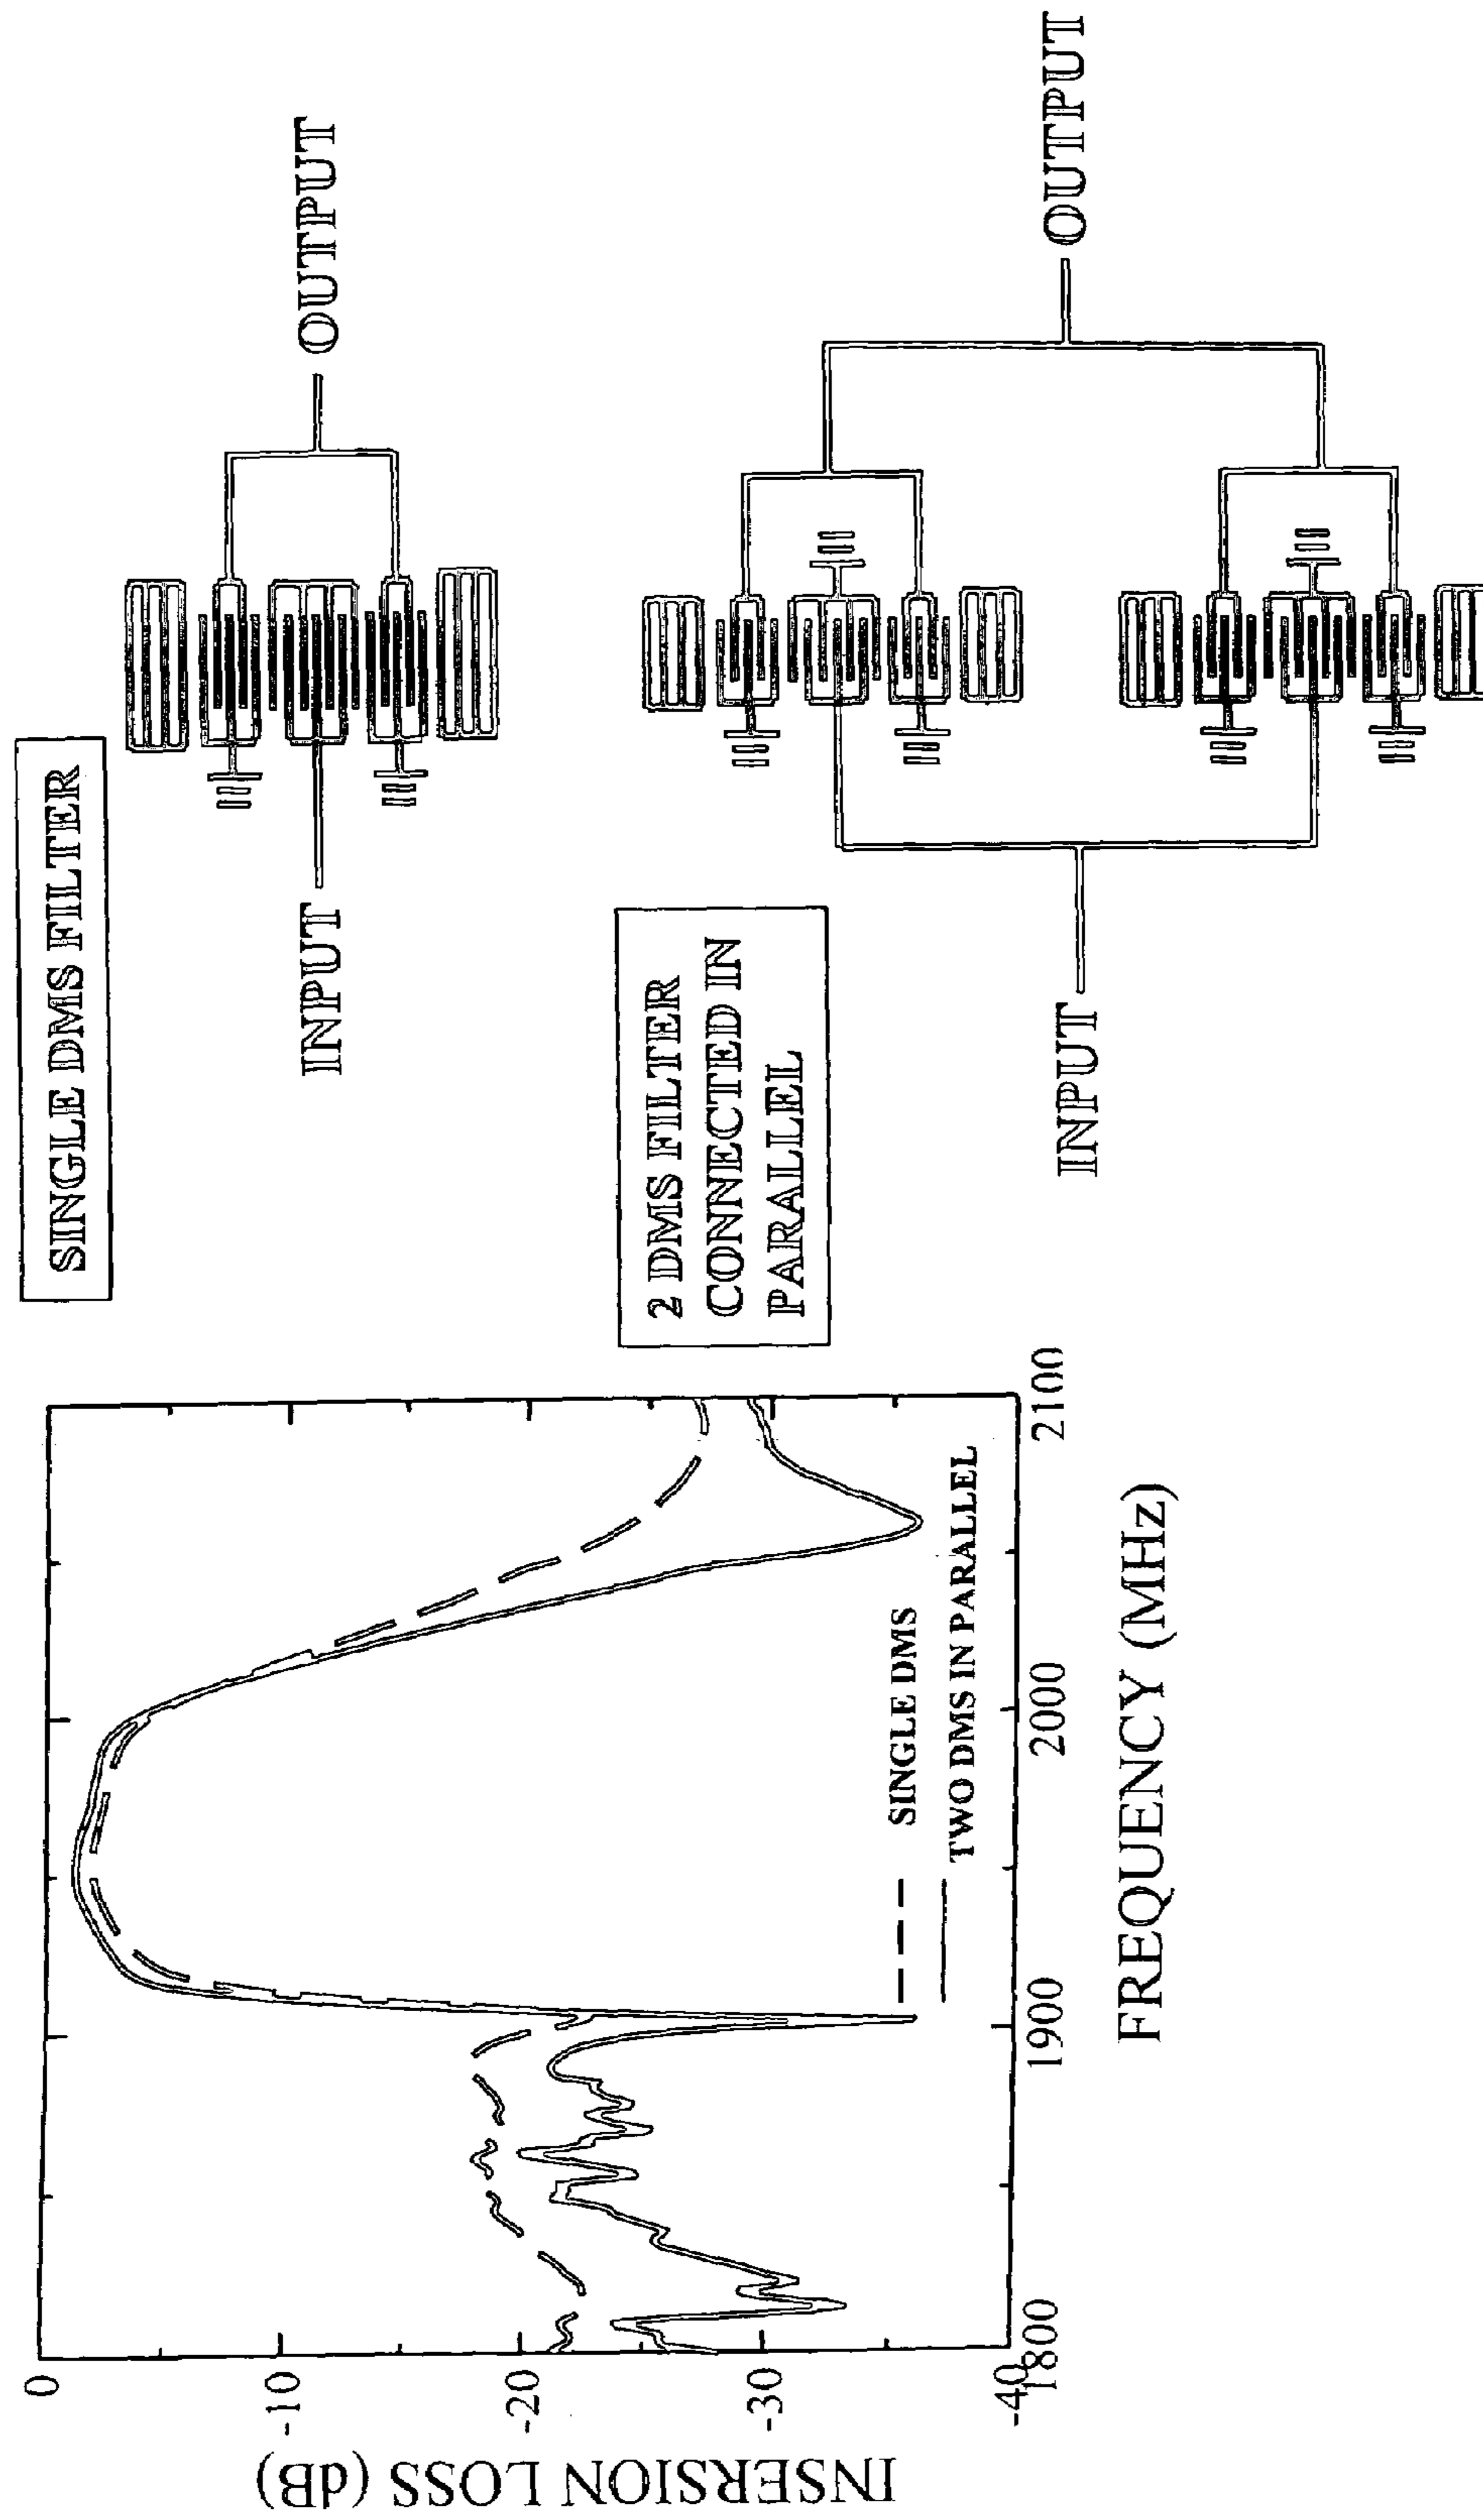 INSERSION LOSS (dB)
0
-10
-20
-30
-40
1800
1900
2000
2100
FREQUENCY (MHz)
SINGLE DMS
TWO DMS IN PARALLEL
SINGLE DMS FILTER
INPUT
OUTPUT
2 DMS FILTER
CONNECTED IN
PARALLEL
INPUT
OUTPUT